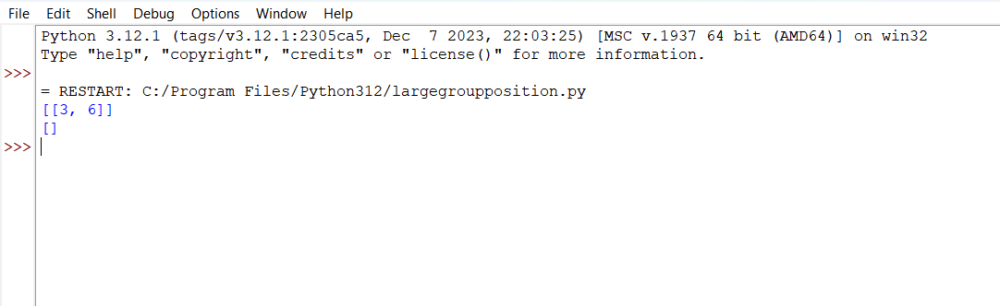 File Edit Shell Debug Options Window Help
Python 3.12.1 (tags/v3.12.1:2305ca5, Dec  7 2023, 22:03:25) [MSC v.1937 64 bit (AMD64)] on win32
Type "help", "copyright", "credits" or "license()" for more information.
>>>
= RESTART: C:/Program Files/Python312/largegroupposition.py
[[3, 6]]
[]
>>>